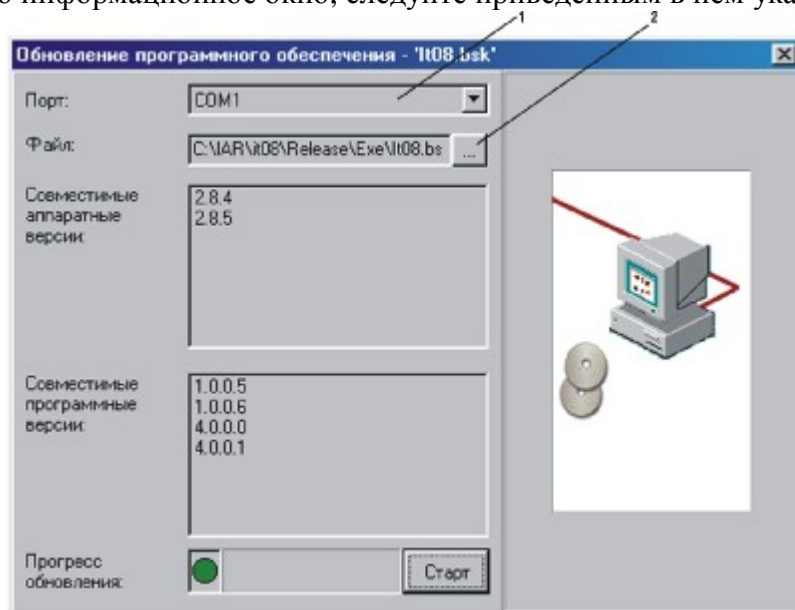 о информационное окно, следуйте приведенным в нем ука
1
2
Обновление программного обеспечения - 'It08.bsk'
Порт:
COM1
Файл:
C:\IAR\it08\Release\Exe\It08.bs
...
Совместимые
аппаратные
версии:
2.8.4
2.8.5
Совместимые
программные
версии:
1.0.0.5
1.0.0.6
4.0.0.0
4.0.0.1
Прогресс
обновления:
Старт